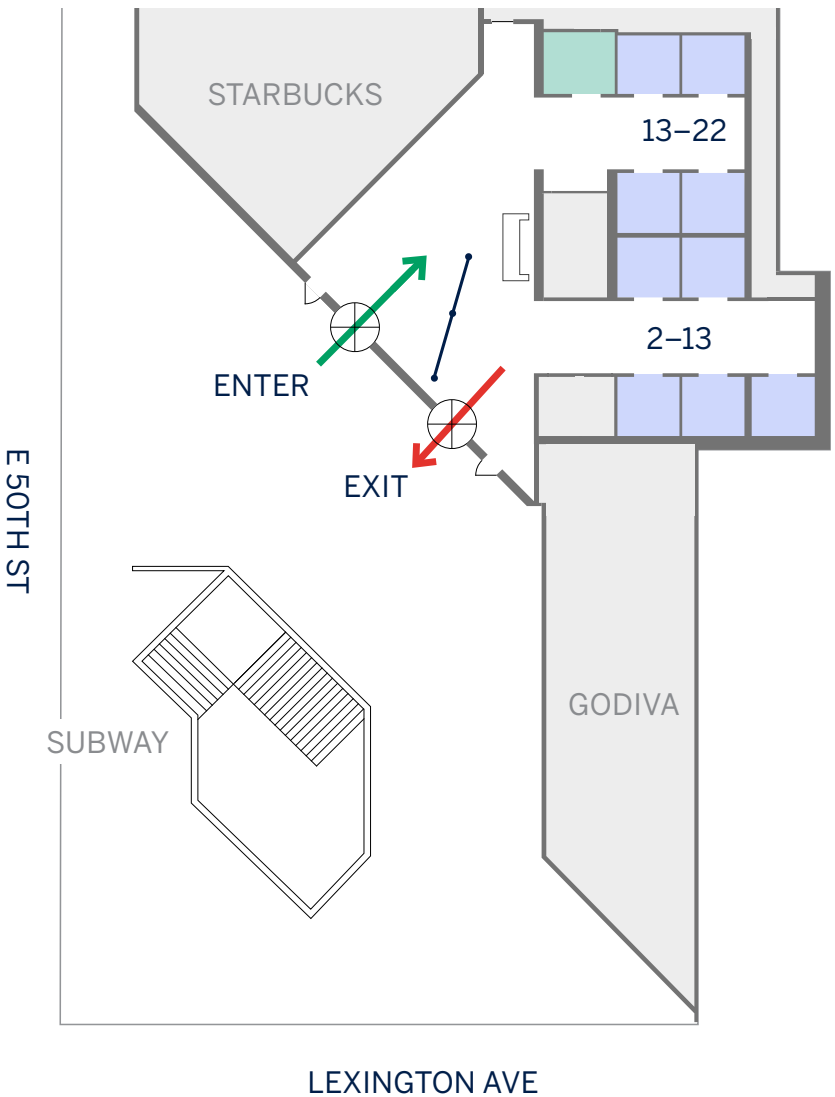 STARBUCKS
13–22
2–13
ENTER
EXIT
E 50TH ST
GODIVA
SUBWAY
LEXINGTON AVE